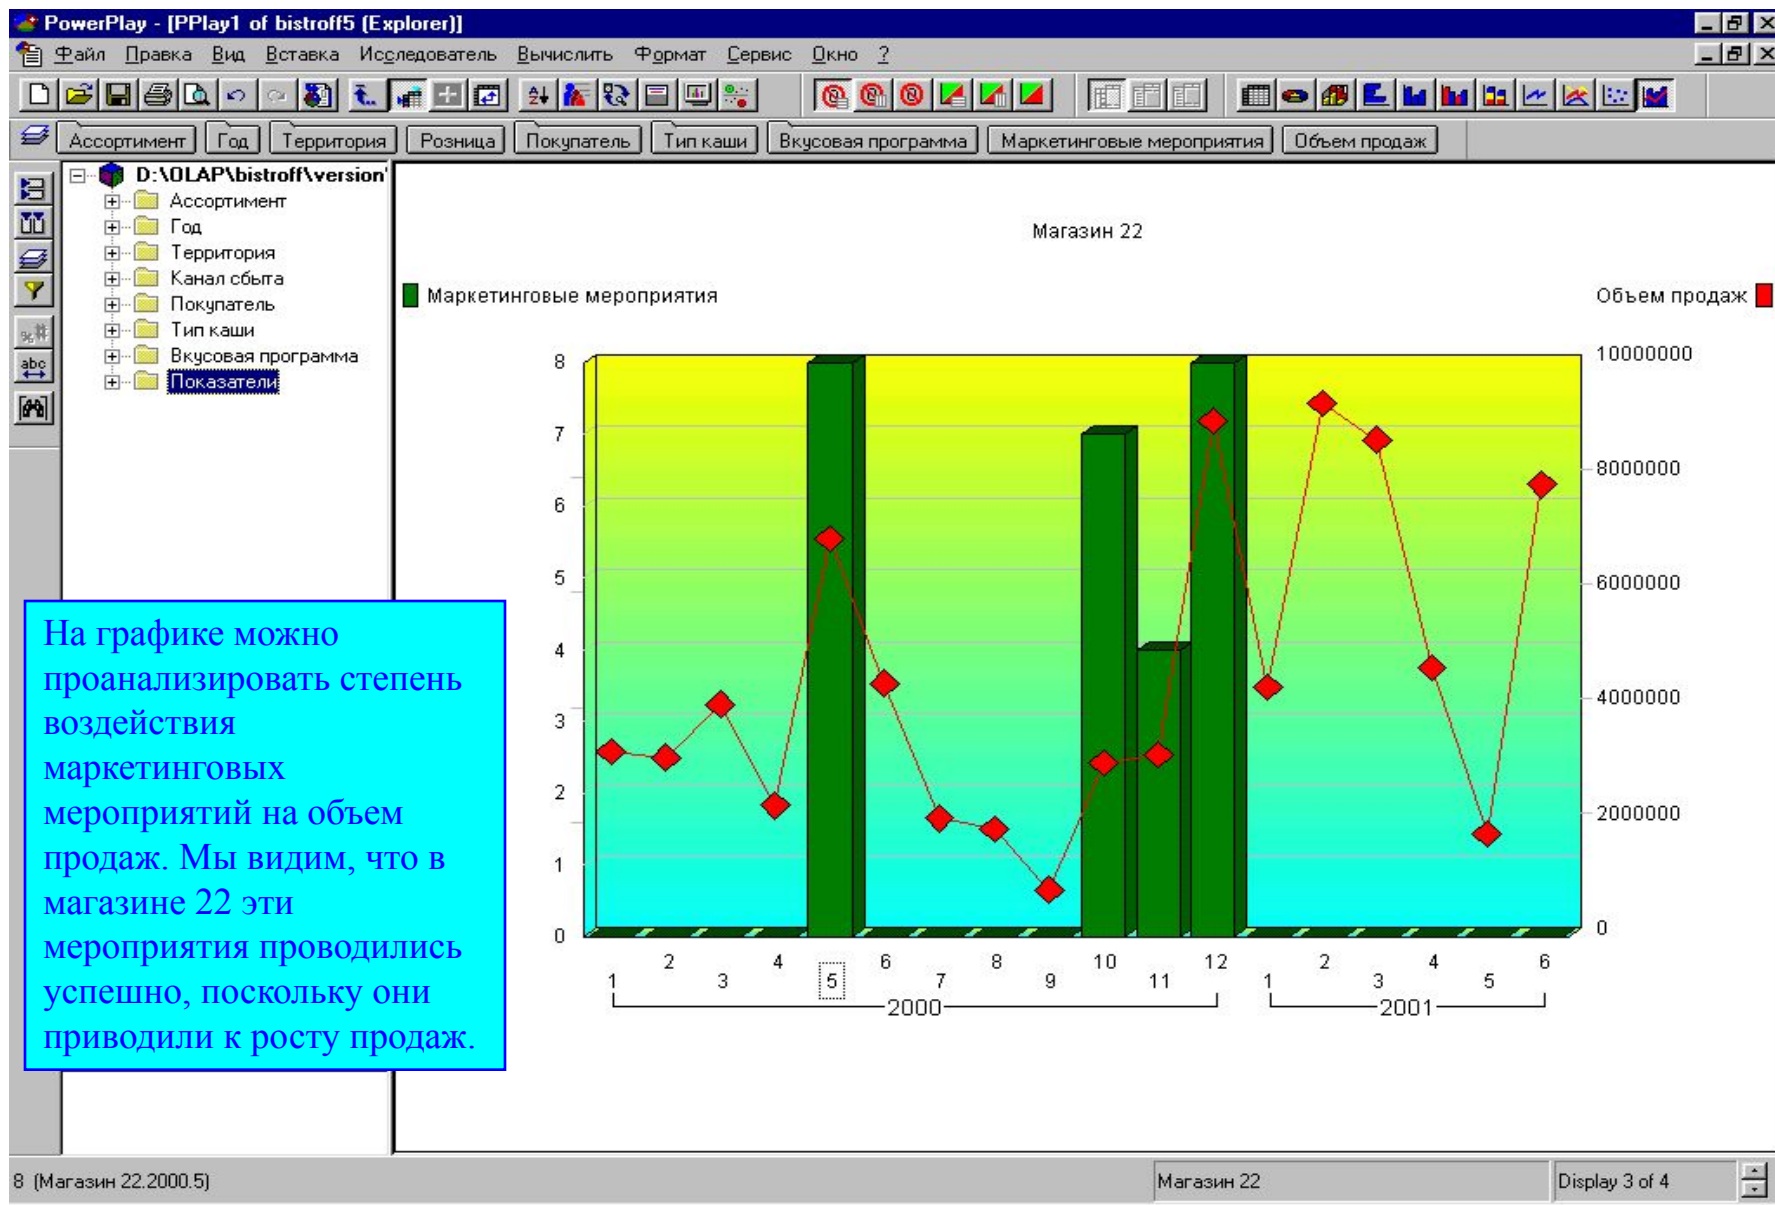 PowerPlay - [PPlay1 of bistroff5 (Explorer)]
Файл Правка Вид Вставка Исследователь Вычислить Формат Сервис Окно ?
Ассортимент Год Территория Розница Покупатель Тип каши Вкусовая программа Маркетинговые мероприятия Объем продаж
D:\OLAP\bistroff\version'
Ассортимент
Год
Территория
Канал сбыта
Покупатель
Тип каши
Вкусовая программа
Показатели
abc
Магазин 22
Маркетинговые мероприятия
Объем продаж
8
7
6
5
4
3
2
1
0
10000000
8000000
6000000
4000000
2000000
0
1 2 3 4 5 6 7 8 9 10 11 12 1 2 3 4 5 6
2000 2001
На графике можно
проанализировать степень
воздействия
маркетинговых
мероприятий на объем
продаж. Мы видим, что в
магазине 22 эти
мероприятия проводились
успешно, поскольку они
приводили к росту продаж.
8 (Магазин 22.2000.5) Магазин 22 Display 3 of 4